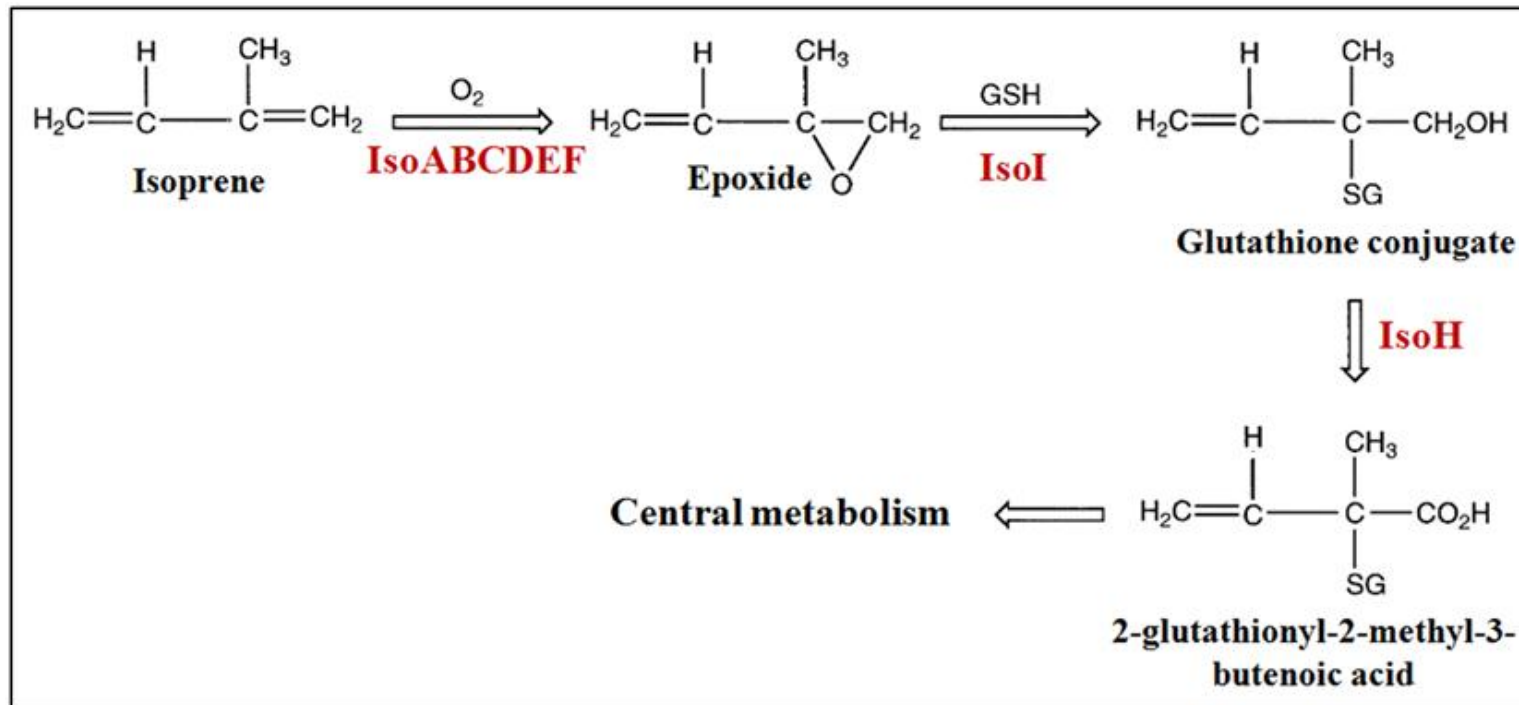 H CH₃ H CH₃ H CH₃
O₂ GSH
H₂C=C—C=CH₂ H₂C=C—C—CH₂ H₂C=C—C—CH₂OH
IsoABCDEF IsoI
Isoprene Epoxide O
SG
Glutathione conjugate
IsoH
H CH₃
Central metabolism H₂C=C—C—CO₂H
SG
2-glutathionyl-2-methyl-3-
butenoic acid